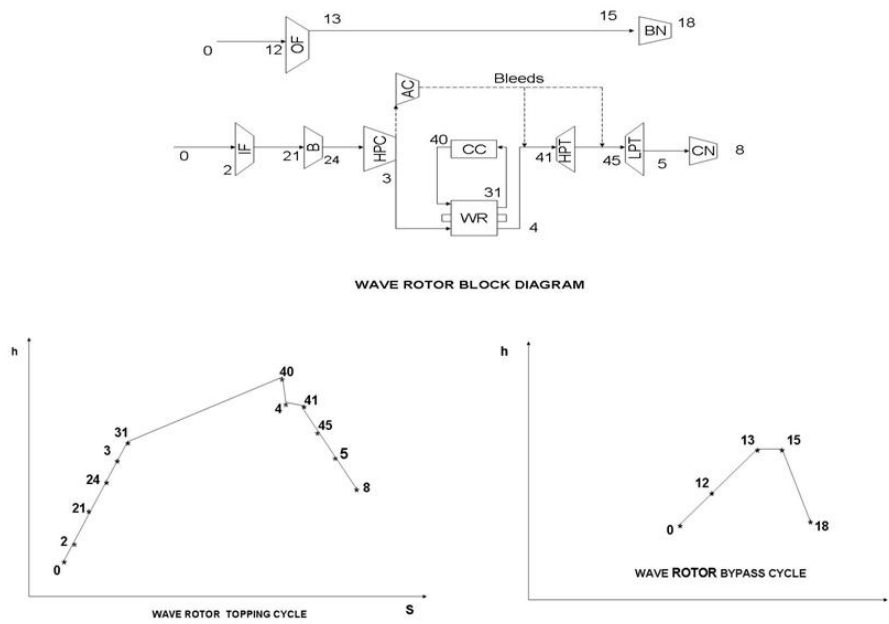 13
15
18
0
12
OF
BN
Bleeds
AC
0
2
IF
21
B
24
HPC
3
40
CC
31
WR
4
41
HPT
45
LPT
5
CN
8
WAVE ROTOR BLOCK DIAGRAM
h
40
4
41
45
5
8
31
3
24
21
2
0
WAVE ROTOR TOPPING CYCLE
S
h
13
15
12
0
18
WAVE ROTOR BYPASS CYCLE